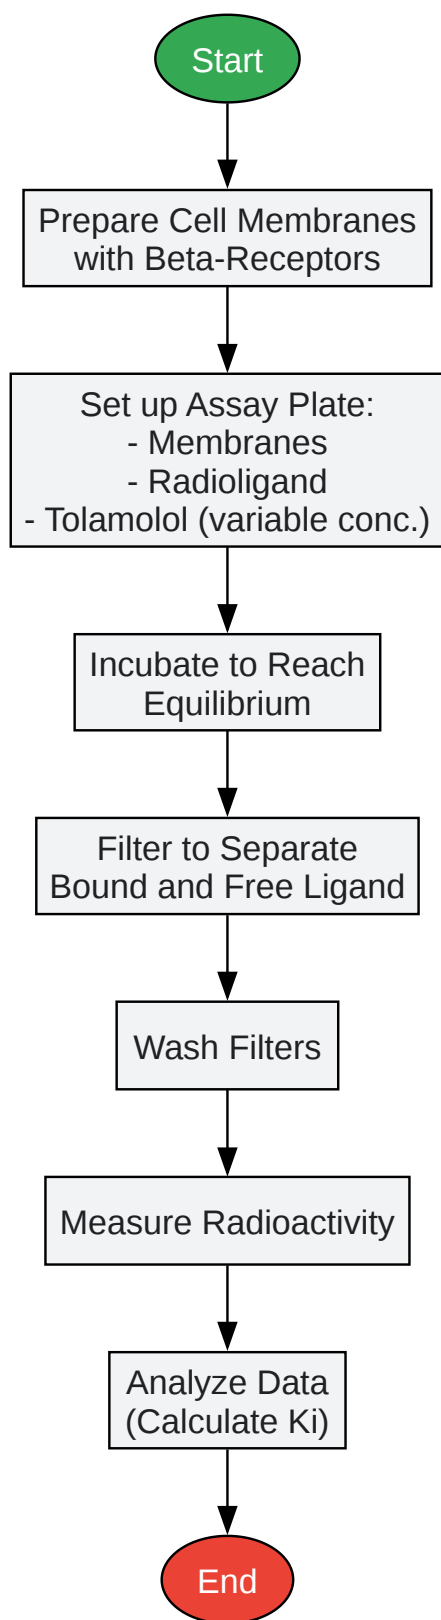 Start
Prepare Cell Membranes
with Beta-Receptors
Set up Assay Plate:
- Membranes
- Radioligand
- Tolamolol (variable conc.)
Incubate to Reach
Equilibrium
Filter to Separate
Bound and Free Ligand
Wash Filters
Measure Radioactivity
Analyze Data
(Calculate Ki)
End